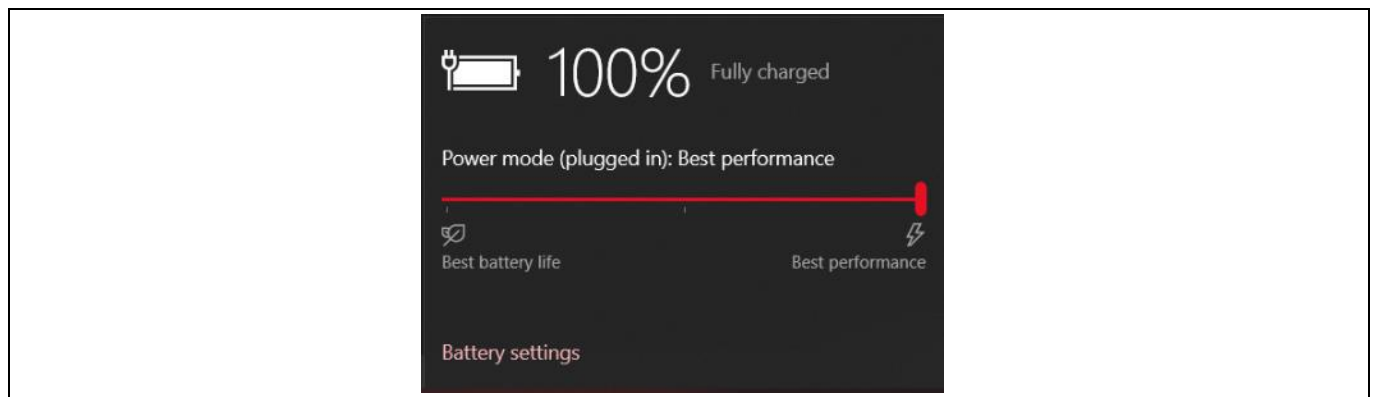 100% Fully charged
Power mode (plugged in): Best performance
Best battery life Best performance
Battery settings